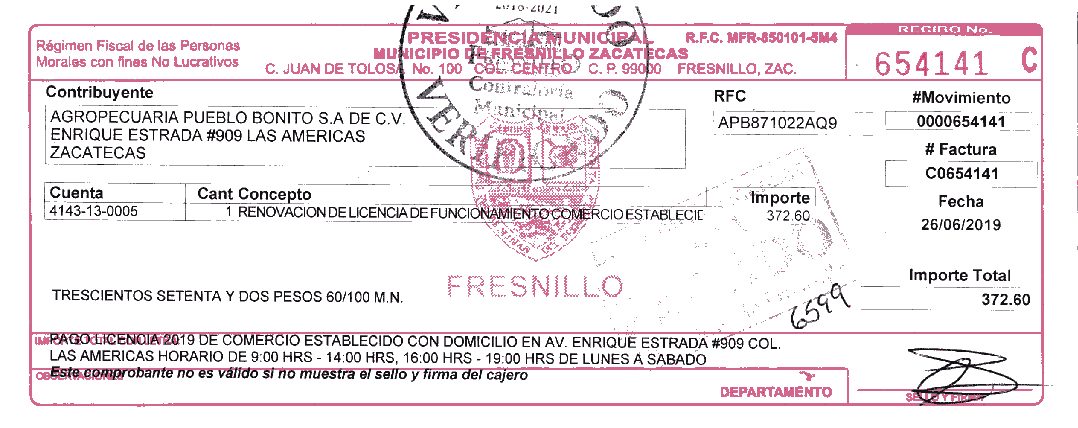 2018-2021
PRESIDENCIA MUNICIPAL
R.F.C. MFR-850101-5M4
RECIBO No.
Régimen Fiscal de las Personas
Morales con fines No Lucrativos
MUNICIPIO DE FRESNILLO ZACATECAS
C. JUAN DE TOLOSA No. 100 COL. CENTRO C. P. 99000 FRESNILLO, ZAC.
654141 C
Contraloría
Municipal
VERIFICADO
Contribuyente
AGROPECUARIA PUEBLO BONITO S.A DE C.V.
ENRIQUE ESTRADA #909 LAS AMERICAS
ZACATECAS
RFC
APB871022AQ9
#Movimiento
0000654141
# Factura
C0654141
Fecha
26/06/2019
Cuenta Cant Concepto Importe
4143-13-0005 1 RENOVACION DE LICENCIA DE FUNCIONAMIENTO COMERCIO ESTABLECIE 372.60
FRESNILLO
Importe Total
372.60
TRESCIENTOS SETENTA Y DOS PESOS 60/100 M.N.
6599
PAGO LICENCIA 2019 DE COMERCIO ESTABLECIDO CON DOMICILIO EN AV. ENRIQUE ESTRADA #909 COL.
LAS AMERICAS HORARIO DE 9:00 HRS - 14:00 HRS, 16:00 HRS - 19:00 HRS DE LUNES A SABADO
OBSERVACIONES
Este comprobante no es válido si no muestra el sello y firma del cajero
DEPARTAMENTO
SELLO Y FIRMA